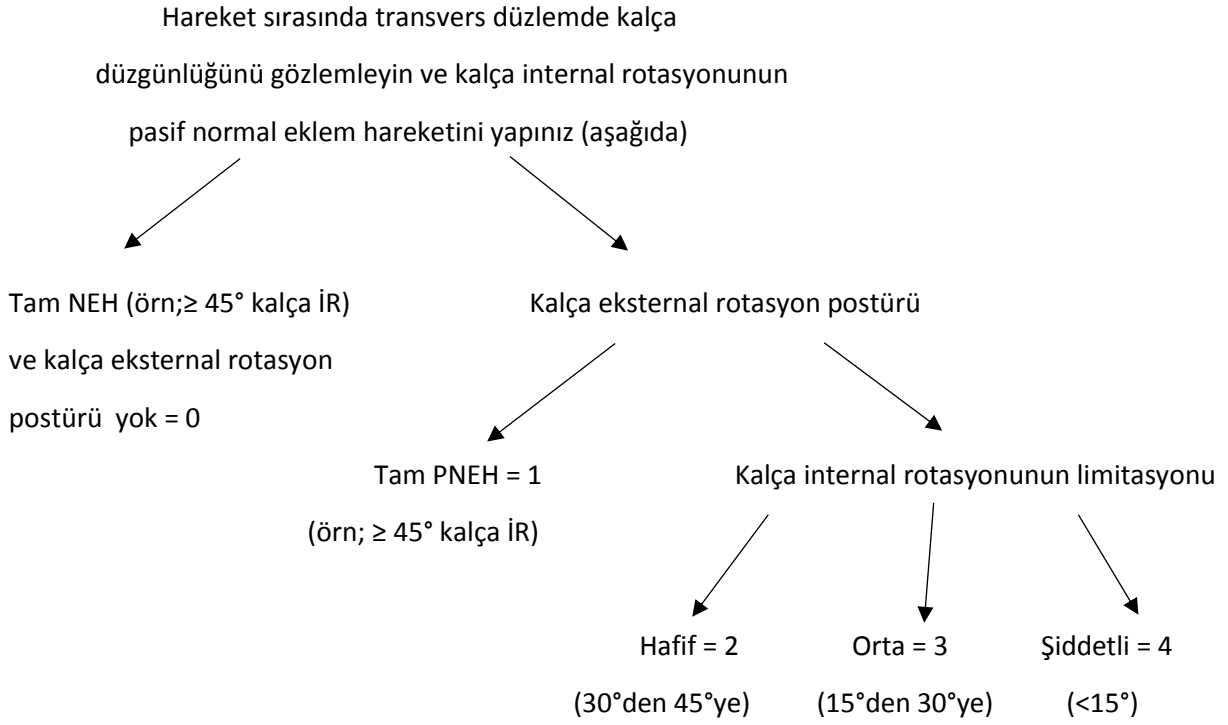 Hareket sırasında transvers düzlemde kalça
düzgünlüğünü gözlemleyin ve kalça internal rotasyonunun
pasif normal eklem hareketini yapınız (aşağıda)
Tam NEH (örn;≥ 45° kalça İR)
ve kalça eksternal rotasyon
postürü yok = 0
Kalça eksternal rotasyon postürü
Tam PNEH = 1
(örn; ≥ 45° kalça İR)
Kalça internal rotasyonunun limitasyonu
Hafif = 2
(30°den 45°ye)
Orta = 3
(15°den 30°ye)
Şiddetli = 4
(<15°)